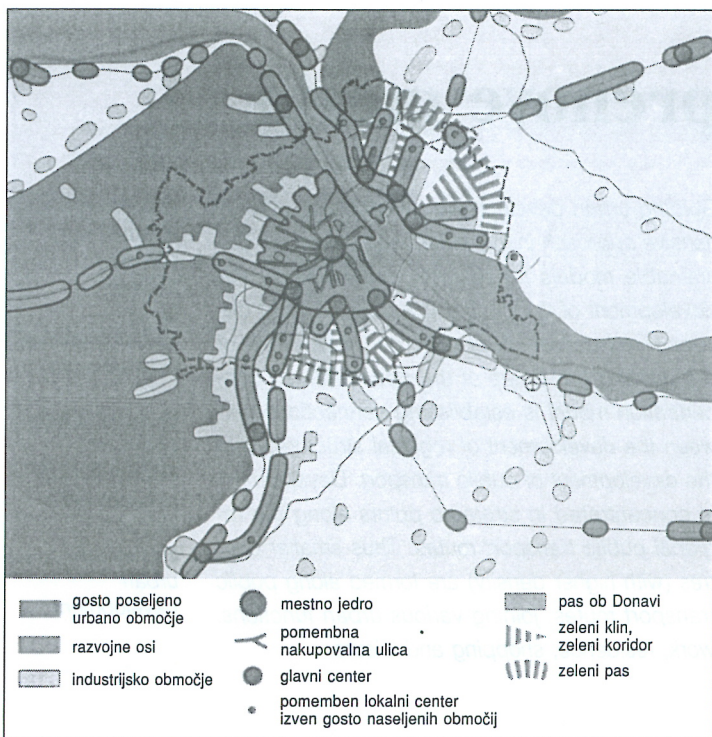 gosto poseljeno
urbano območje
razvojne osi
industrijsko območje
mestno jedro
pomembna
nakupovalna ulica
glavni center
pomemben lokalni center
izven gosto naseljenih območij
pas ob Donavi
zeleni klin,
zeleni koridor
zeleni pas